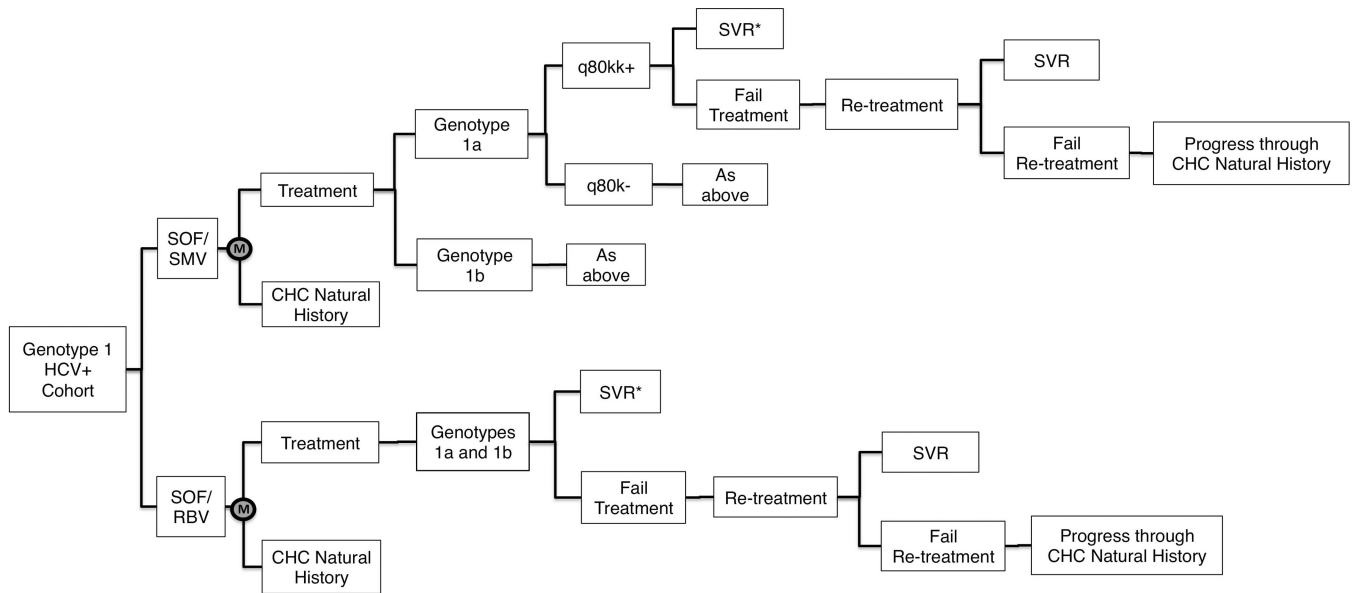 SVR*
q80kk+
SVR
Fail
Treatment
Re-treatment
Genotype
1a
Fail
Re-treatment
Progress through
CHC Natural History
Treatment
q80k-
As
above
SOF/
SMV
M
Genotype
1b
As
above
CHC Natural
History
Genotype 1
HCV+
Cohort
SVR*
Treatment
Genotypes
1a and 1b
SVR
SOF/
RBV
M
Fail
Treatment
Re-treatment
Fail
Re-treatment
Progress through
CHC Natural History
CHC Natural
History